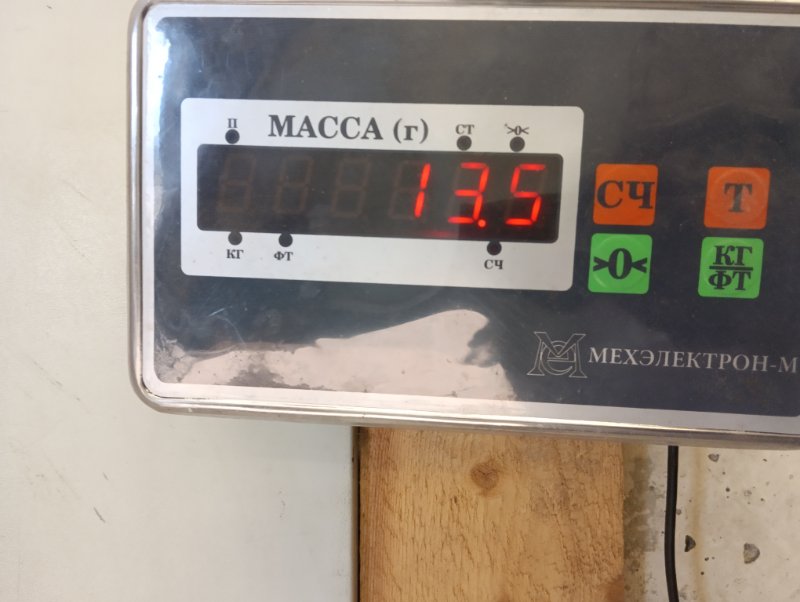 П
МАССА (г)
СТ
>0<
13.5
КГ
ФТ
СЧ
СЧ
Т
>0<
КГ
ФТ
МЕХЭЛЕКТРОН-М